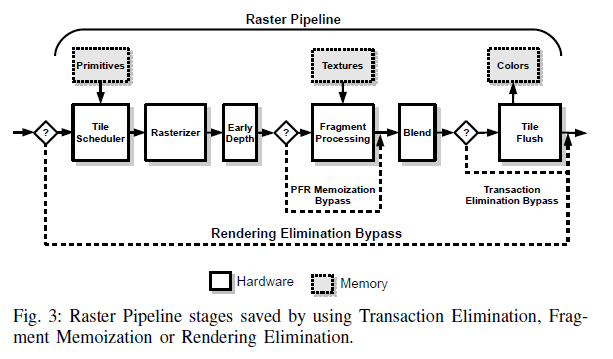 Raster Pipeline
Primitives
Textures
Colors
?
Tile
Scheduler
Rasterizer
Early
Depth
?
Fragment
Processing
Blend
?
Tile
Flush
PFR Memoization
Bypass
Transaction
Elimination Bypass
Rendering Elimination Bypass
Hardware
Memory
Fig. 3: Raster Pipeline stages saved by using Transaction Elimination, Frag-
ment Memoization or Rendering Elimination.